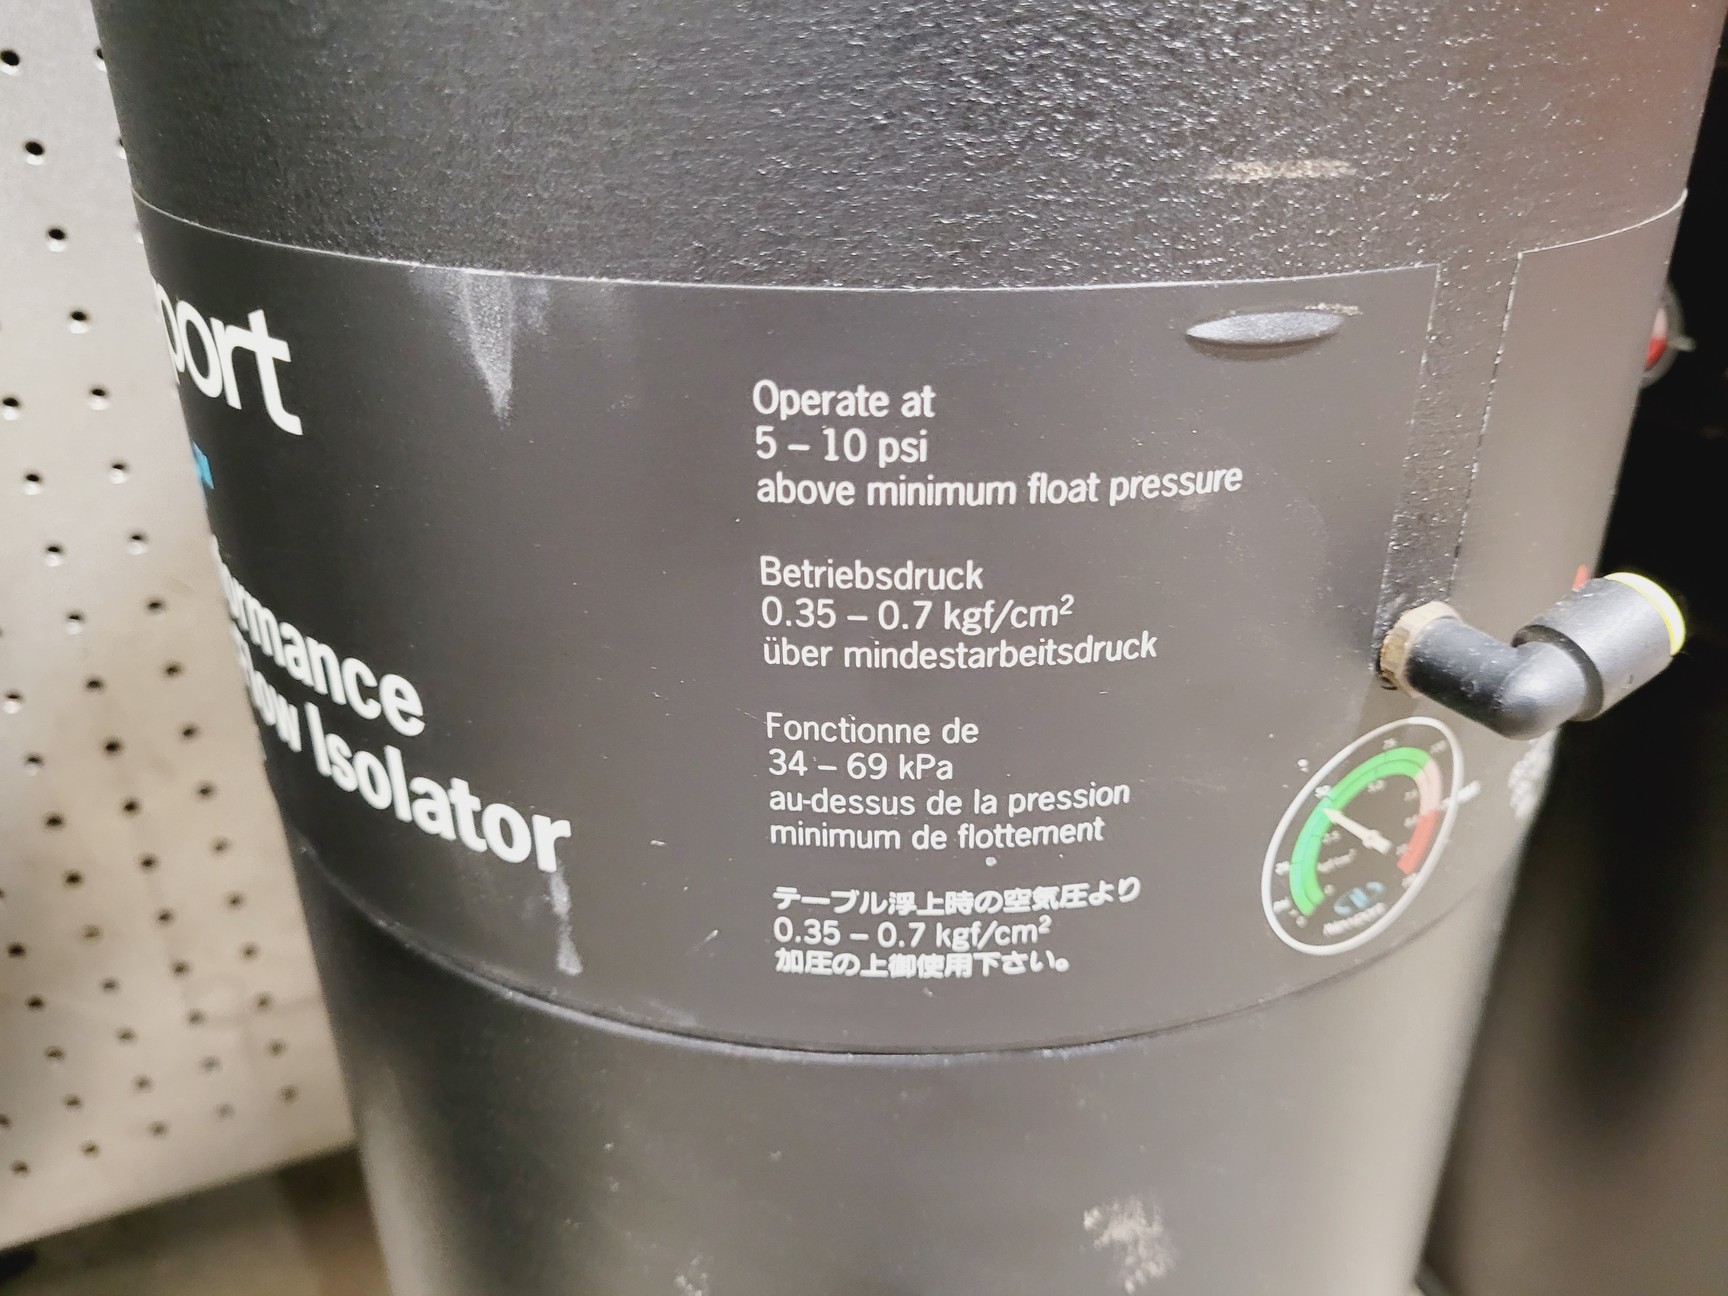 port
ormance
Flow Isolator
Operate at
5 – 10 psi
above minimum float pressure
Betriebsdruck
0.35 – 0.7 kgf/cm²
über mindestarbeitsdruck
Fonctionne de
34 – 69 kPa
au-dessus de la pression
minimum de flottement
テーブル浮上時の空気圧より
0.35 – 0.7 kgf/cm²
加圧の上御使用下さい。